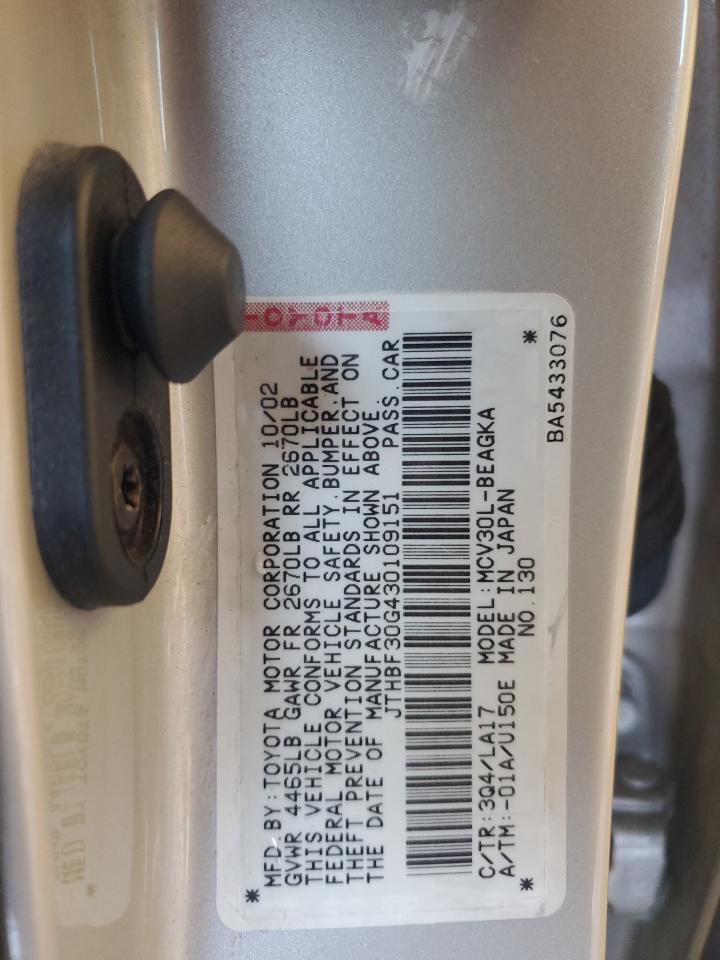 TOYOTA
MFD. BY: TOYOTA MOTOR CORPORATION 10/02
GVWR 4465LB GAWR FR 2670LB RR 2670LB
THIS VEHICLE CONFORMS TO ALL APPLICABLE
FEDERAL MOTOR VEHICLE SAFETY, BUMPER, AND
THEFT PREVENTION STANDARDS IN EFFECT ON
THE DATE OF MANUFACTURE SHOWN ABOVE.
JTHBF30G430109151 PASS. CAR
* *
C/TR: 3Q4/LA17 MODEL: MCV30L-BEAGKA
A/TM: -01A/U150E MADE IN JAPAN
* NO. 130
BA5433076